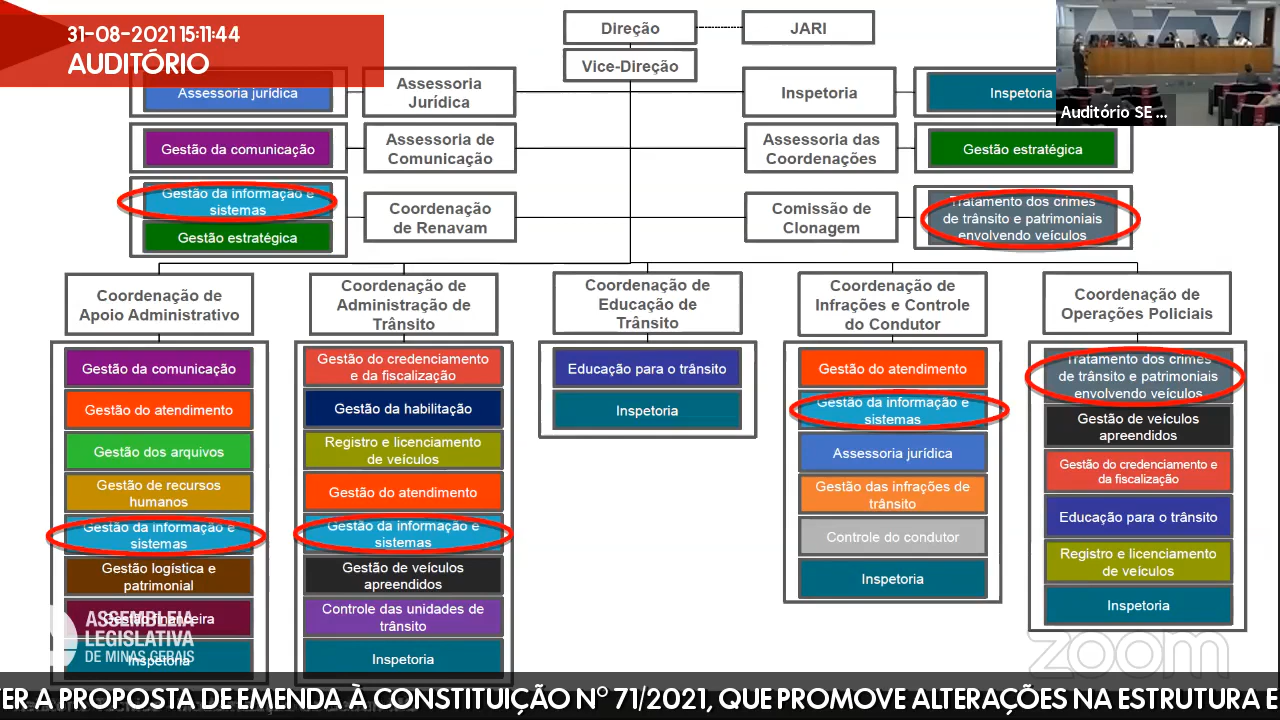 31-08-2021 15:11:44
AUDITÓRIO
Direção
JARI
Vice-Direção
Assessoria jurídica
Assessoria
Jurídica
Inspetoria
Inspetoria
Auditório SE ...
Gestão da comunicação
Assessoria de
Comunicação
Assessoria das
Coordenações
Gestão estratégica
Gestão da informação e
sistemas
Gestão estratégica
Coordenação
de Renavam
Comissão de
Clonagem
Tratamento dos crimes
de trânsito e patrimoniais
envolvendo veículos
Coordenação de
Apoio Administrativo
Gestão da comunicação
Gestão do atendimento
Gestão dos arquivos
Gestão de recursos
humanos
Gestão da informação e
sistemas
Gestão logística e
patrimonial
Gestão financeira
Inspetoria
Coordenação de
Administração de
Trânsito
Gestão do credenciamento
e da fiscalização
Gestão da habilitação
Registro e licenciamento
de veículos
Gestão do atendimento
Gestão da informação e
sistemas
Gestão de veículos
apreendidos
Controle das unidades de
trânsito
Inspetoria
Coordenação de
Educação de
Trânsito
Educação para o trânsito
Inspetoria
Coordenação de
Infrações e Controle
do Condutor
Gestão do atendimento
Gestão da informação e
sistemas
Assessoria jurídica
Gestão das infrações de
trânsito
Controle do condutor
Inspetoria
Coordenação de
Operações Policiais
Tratamento dos crimes
de trânsito e patrimoniais
envolvendo veículos
Gestão de veículos
apreendidos
Gestão do credenciamento e
da fiscalização
Educação para o trânsito
Registro e licenciamento
de veículos
Inspetoria
ASSEMBLEIA
LEGISLATIVA
DE MINAS GERAIS
zoom
TER A PROPOSTA DE EMENDA À CONSTITUIÇÃO N° 71/2021, QUE PROMOVE ALTERAÇÕES NA ESTRUTURA E